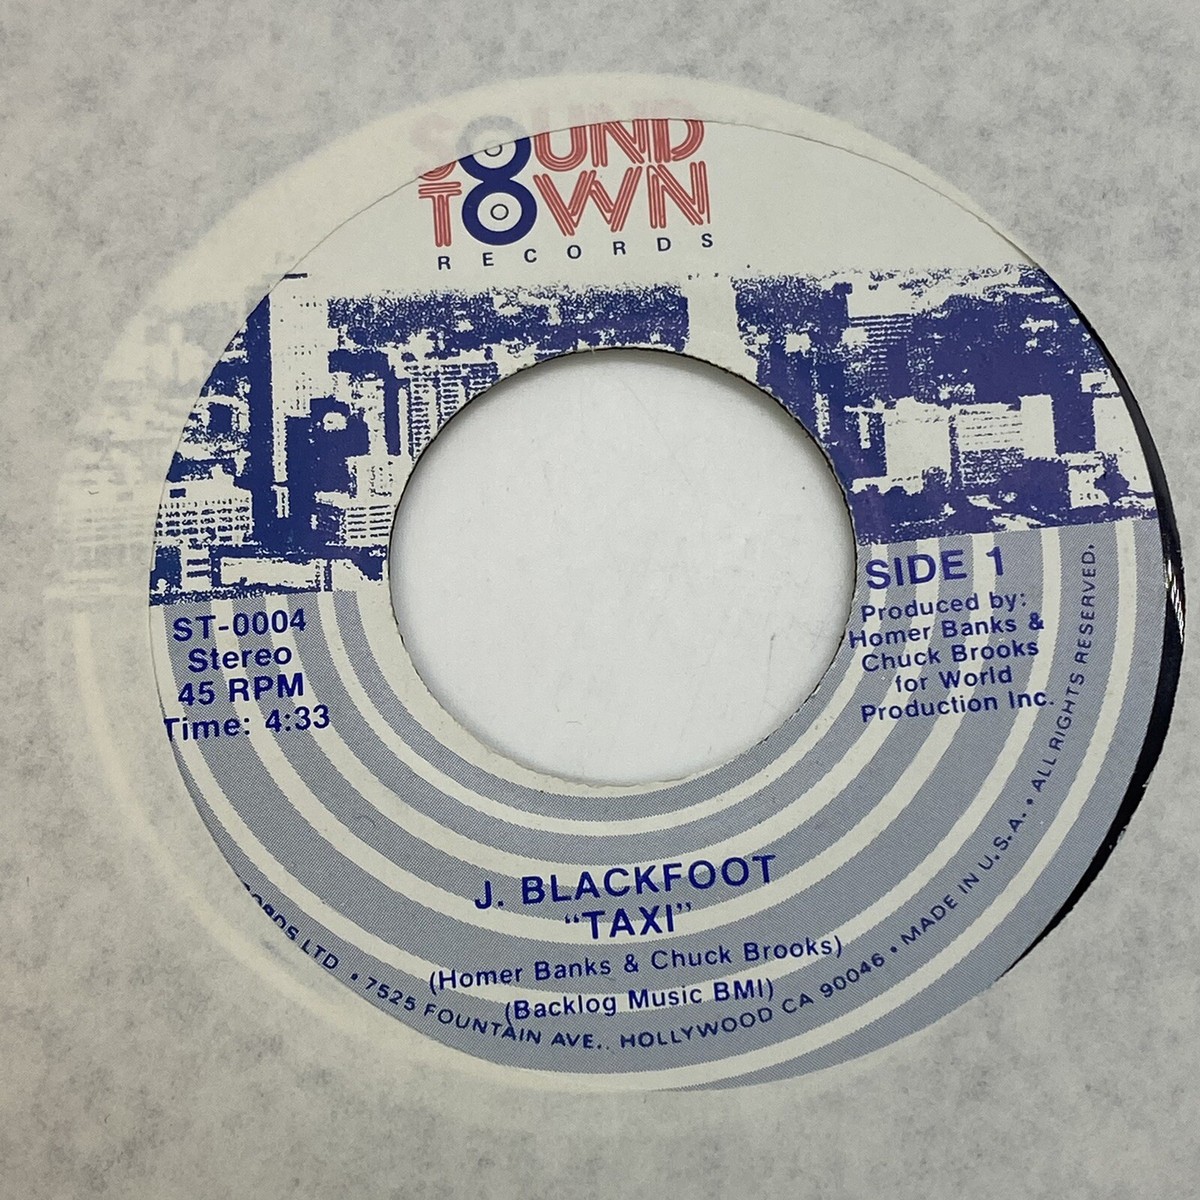 SOUND
TOWN
RECORDS
SIDE 1
Produced by:
Homer Banks &
Chuck Brooks
for World
Production Inc.
ST-0004
Stereo
45 RPM
Time: 4:33
J. BLACKFOOT
"TAXI"
(Homer Banks & Chuck Brooks)
(Backlog Music BMI)
LTD • 7525 FOUNTAIN AVE., HOLLYWOOD CA 90046 • MADE IN U.S.A. • ALL RIGHTS RESERVED.